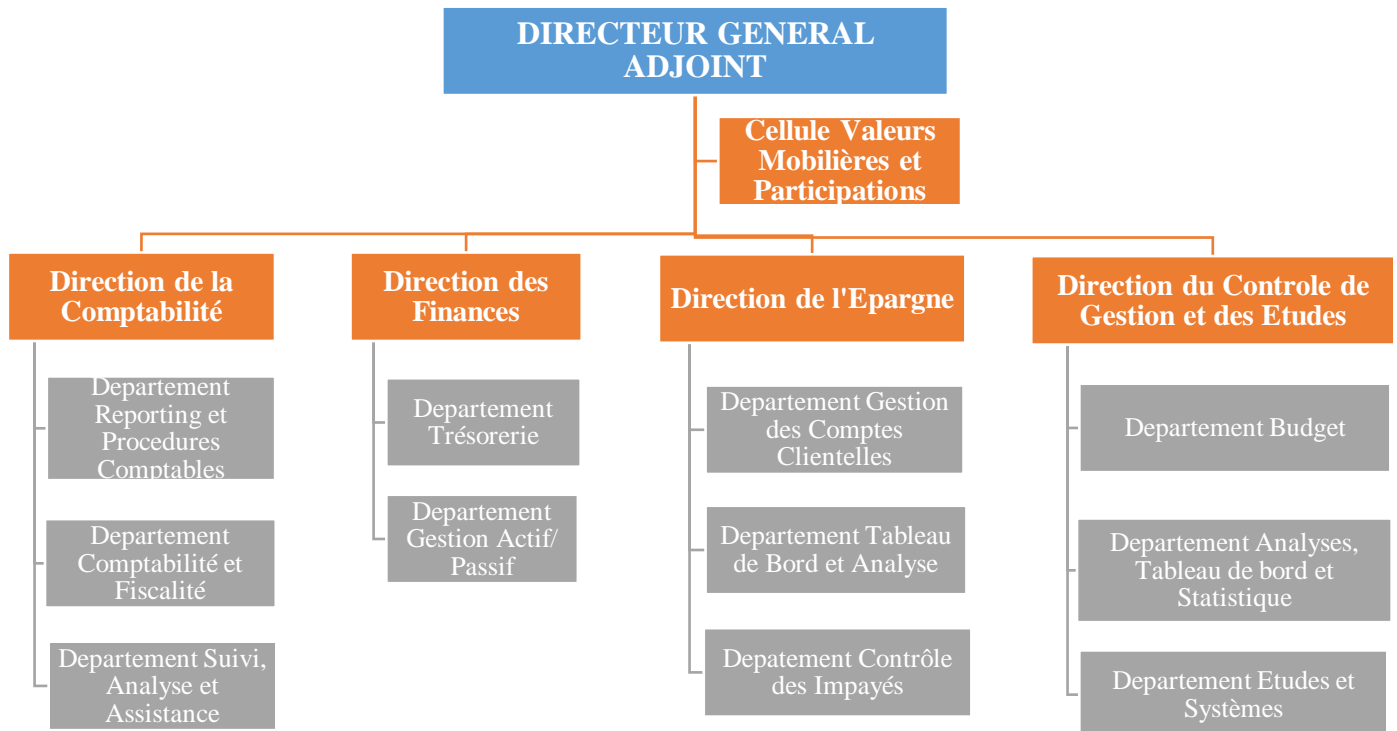 DIRECTEUR GENERAL
ADJOINT
Cellule Valeurs
Mobilières et
Participations
Direction de la
Comptabilité
Departement
Reporting et
Procedures
Comptables
Departement
Comptabilité et
Fiscalité
Departement Suivi,
Analyse et
Assistance
Direction des
Finances
Departement
Trésorerie
Departement
Gestion Actif/
Passif
Direction de l'Epargne
Departement Gestion
des Comptes
Clientelles
Departement Tableau
de Bord et Analyse
Depatement Contrôle
des Impayés
Direction du Controle de
Gestion et des Etudes
Departement Budget
Departement Analyses,
Tableau de bord et
Statistique
Departement Etudes et
Systèmes